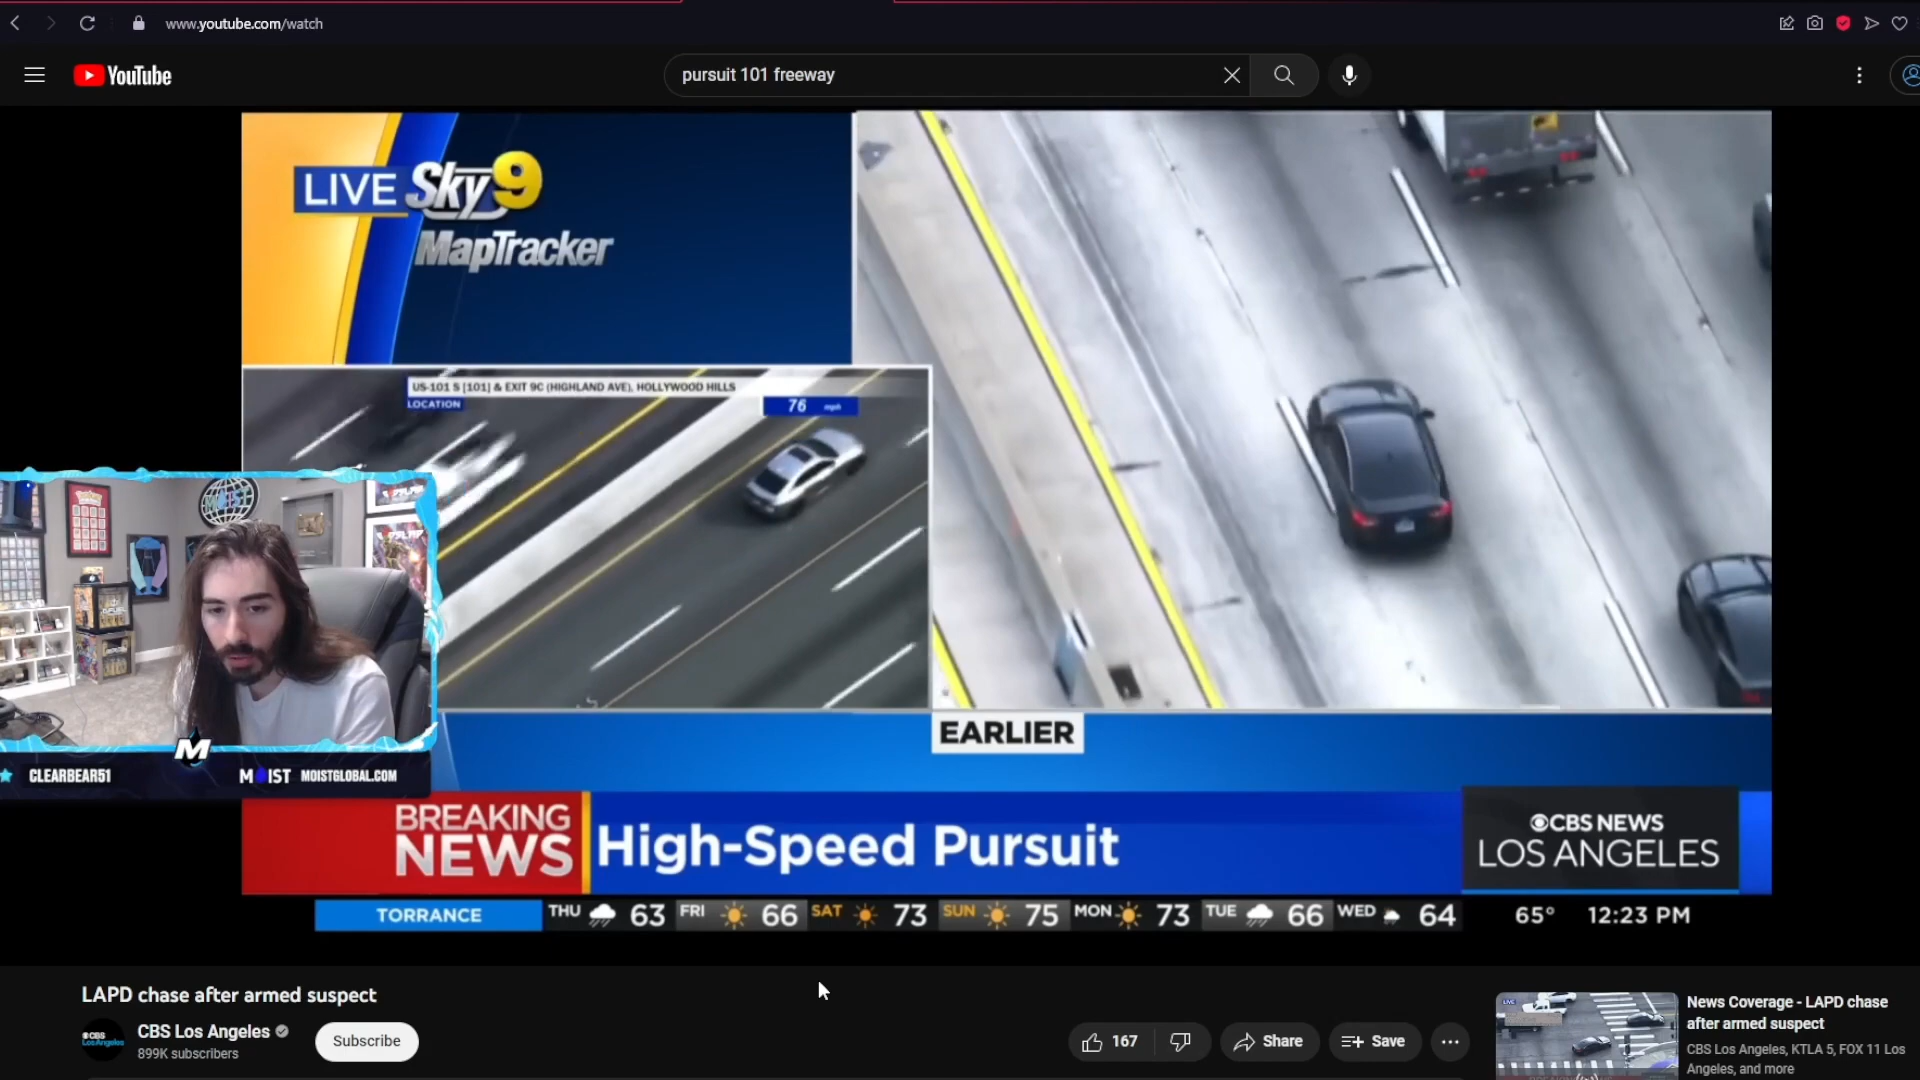 www.youtube.com/watch
YouTube
pursuit 101 freeway
LIVE Sky9
MapTracker
US-101 S [101] & EXIT 9C (HIGHLAND AVE), HOLLYWOOD HILLS
LOCATION
76 mph
EARLIER
M
CLEARBEAR51
MOIST
MOISTGLOBAL.COM
BREAKING
NEWS
High-Speed Pursuit
CBS NEWS
LOS ANGELES
TORRANCE THU 63 FRI 66 SAT 73 SUN 75 MON 73 TUE 66 WED 64 65° 12:23 PM
LAPD chase after armed suspect
CBS Los Angeles
899K subscribers
Subscribe
167
Share
Save
LIVE
News Coverage - LAPD chase
after armed suspect
CBS Los Angeles, KTLA 5, FOX 11 Los
Angeles, and more